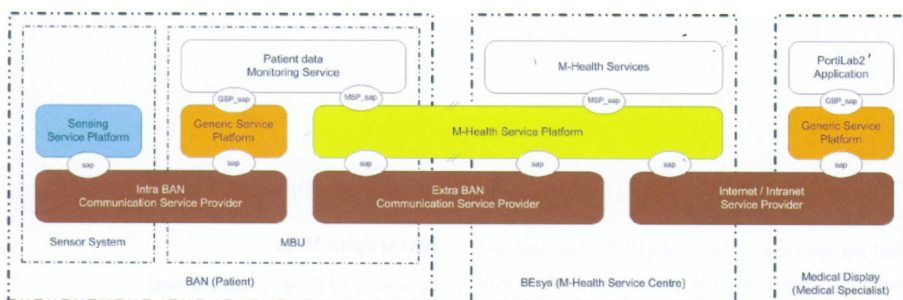 Patient data
Monitoring Service
M-Health Services
PortiLab2
Application
GSP_sap
MSP_sap
MSP_sap
GSP_sap
Sensing
Service Platform
Generic Service
Platform
M-Health Service Platform
Generic Service
Platform
sap
sap
sap
sap
sap
sap
Intra BAN
Communication Service Provider
Extra BAN
Communication Service Provider
Internet / Intranet
Service Provider
Sensor System
MBU
BAN (Patient)
BEsys (M-Health Service Centre)
Medical Display
(Medical Specialist)